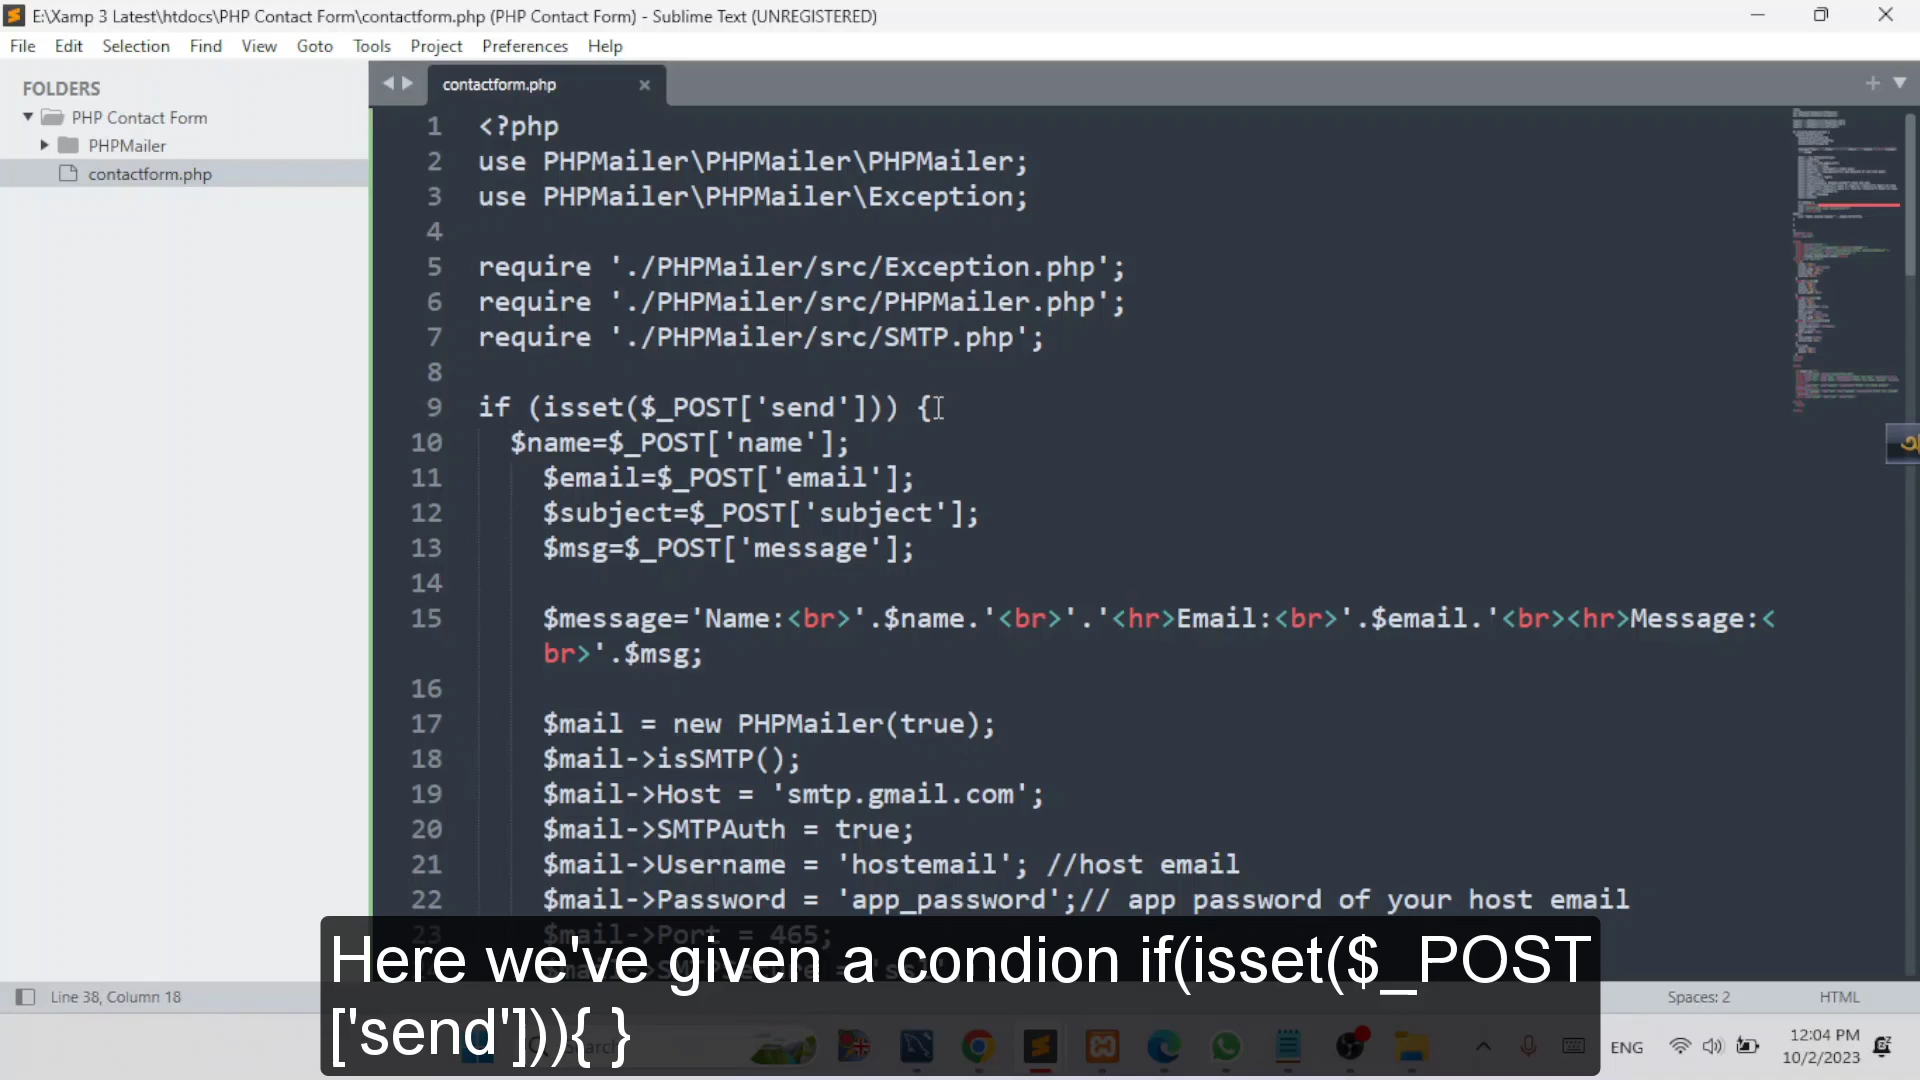 E:\Xamp 3 Latest\htdocs\PHP Contact Form\contactform.php (PHP Contact Form) - Sublime Text (UNREGISTERED)
File Edit Selection Find View Goto Tools Project Preferences Help
FOLDERS
PHP Contact Form
PHPMailer
contactform.php
contactform.php
1 <?php
2 use PHPMailer\PHPMailer\PHPMailer;
3 use PHPMailer\PHPMailer\Exception;
4
5 require './PHPMailer/src/Exception.php';
6 require './PHPMailer/src/PHPMailer.php';
7 require './PHPMailer/src/SMTP.php';
8
9 if (isset($_POST['send'])) {
10 $name=$_POST['name'];
11 $email=$_POST['email'];
12 $subject=$_POST['subject'];
13 $msg=$_POST['message'];
14
15 $message='Name:<br>'.$name.'<br>'.'<hr>Email:<br>'.$email.'<br><hr>Message:<
br>'.$msg;
16
17 $mail = new PHPMailer(true);
18 $mail->isSMTP();
19 $mail->Host = 'smtp.gmail.com';
20 $mail->SMTPAuth = true;
21 $mail->Username = 'hostemail'; //host email
22 $mail->Password = 'app_password';// app password of your host email
23 $mail->Port = 465;
Here we've given a condion if(isset($_POST
['send'])){ }
Line 38, Column 18
Spaces: 2
HTML
ENG
12:04 PM
10/2/2023